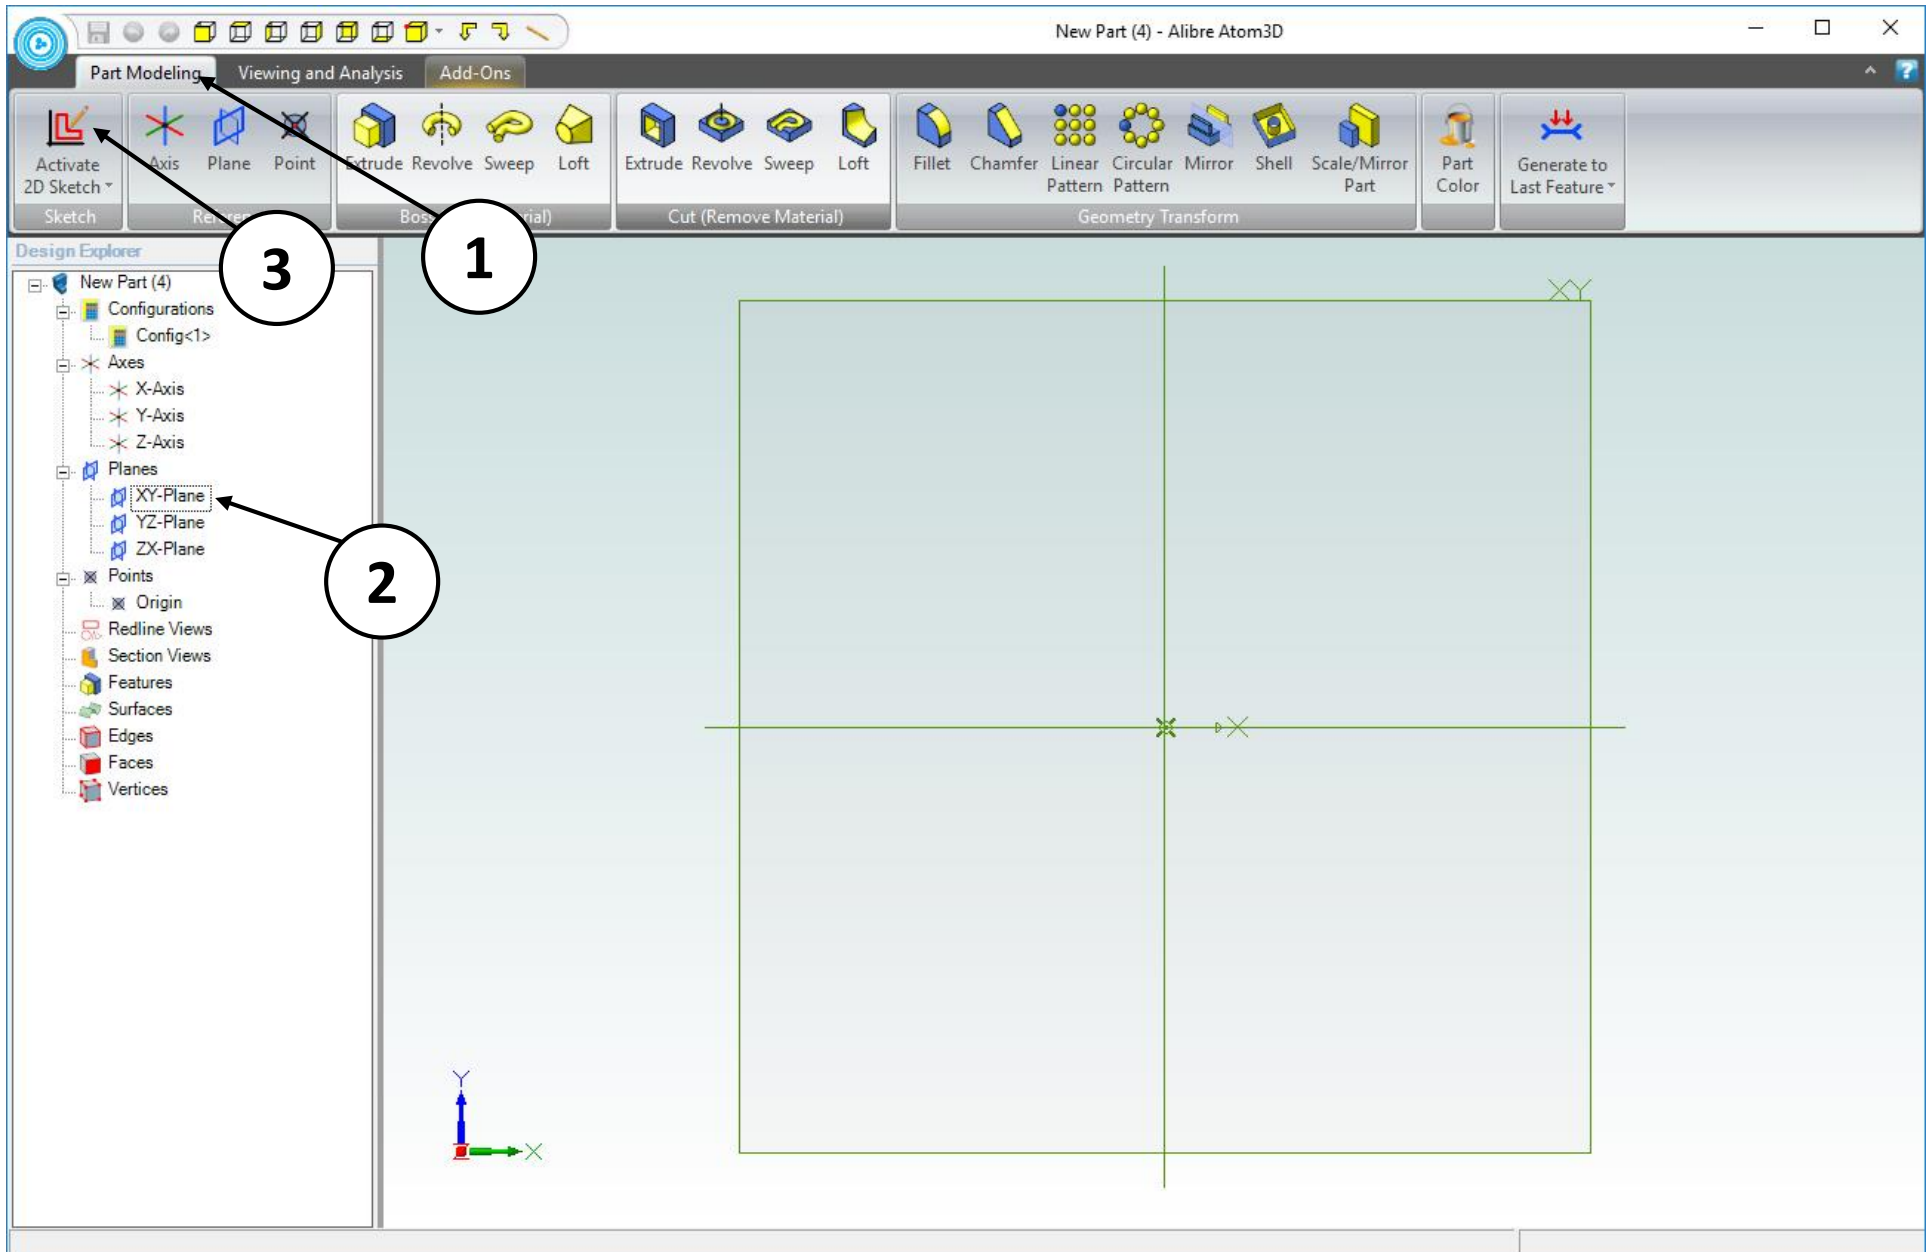 New Part (4) - Alibre Atom3D
Part Modeling Viewing and Analysis Add-Ons
Activate 2D Sketch
Axis Plane Point
Extrude Revolve Sweep Loft
Extrude Revolve Sweep Loft
Fillet Chamfer Linear Pattern Circular Pattern Mirror Shell Scale/Mirror Part
Part Color
Generate to Last Feature
Sketch
Cut (Remove Material)
Geometry Transform
Design Explorer
3
1
New Part (4)
Configurations
Config<1>
Axes
X-Axis
Y-Axis
Z-Axis
Planes
XY-Plane
YZ-Plane
ZX-Plane
2
Points
Origin
Redline Views
Section Views
Features
Surfaces
Edges
Faces
Vertices
XY
X
Y
X